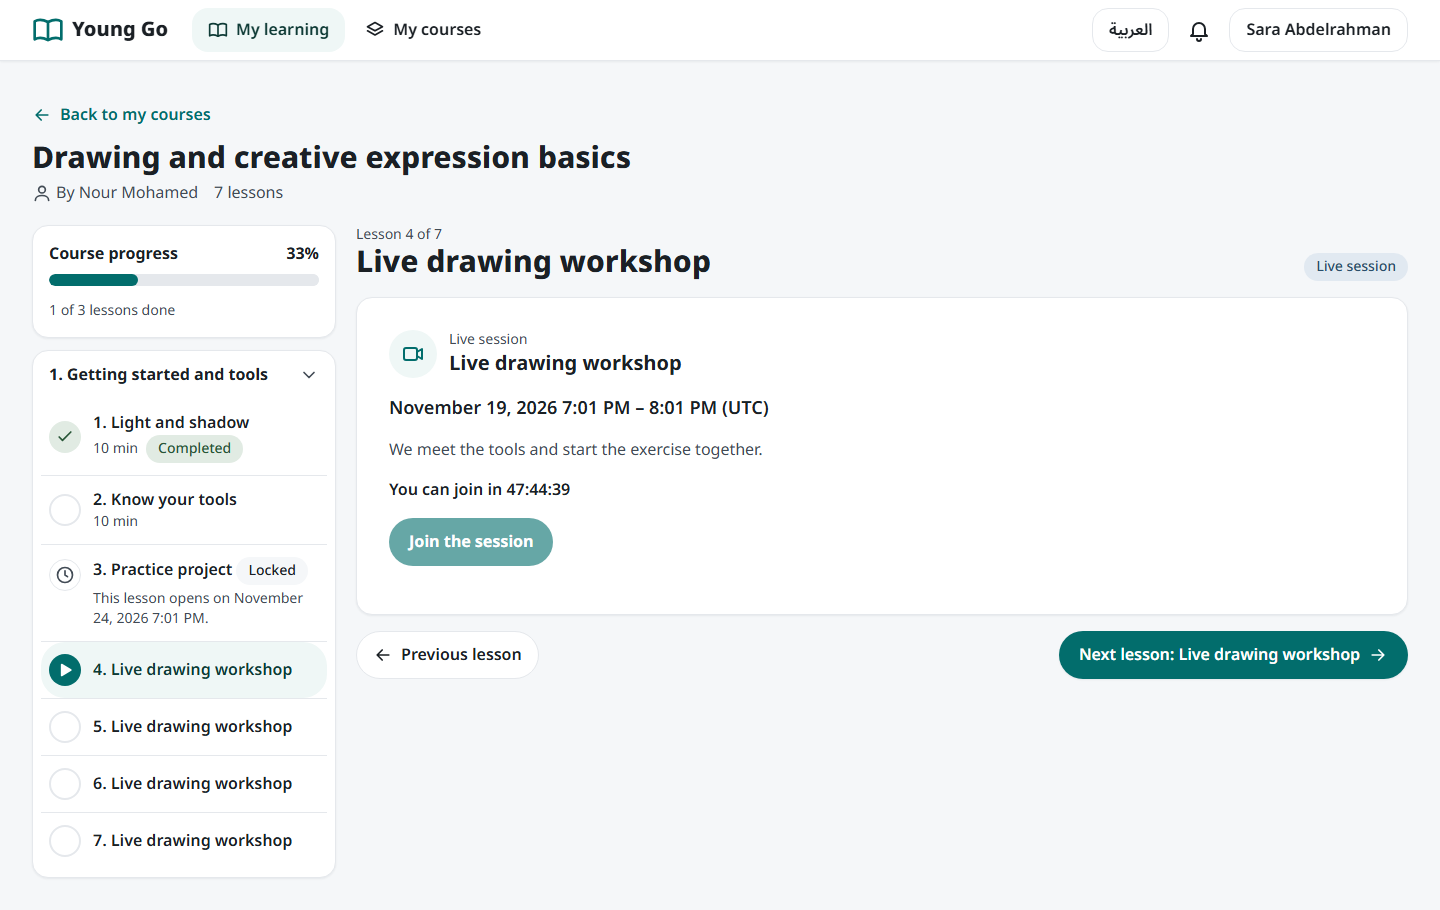 Young Go
My learning
My courses
العربية
Sara Abdelrahman
Back to my courses
Drawing and creative expression basics
By Nour Mohamed 7 lessons
Course progress 33%
1 of 3 lessons done
1. Getting started and tools
1. Light and shadow
10 min Completed
2. Know your tools
10 min
3. Practice project Locked
This lesson opens on November
24, 2026 7:01 PM.
4. Live drawing workshop
5. Live drawing workshop
6. Live drawing workshop
7. Live drawing workshop
Lesson 4 of 7
Live drawing workshop
Live session
Live session
Live drawing workshop
November 19, 2026 7:01 PM – 8:01 PM (UTC)
We meet the tools and start the exercise together.
You can join in 47:44:39
Join the session
Previous lesson
Next lesson: Live drawing workshop